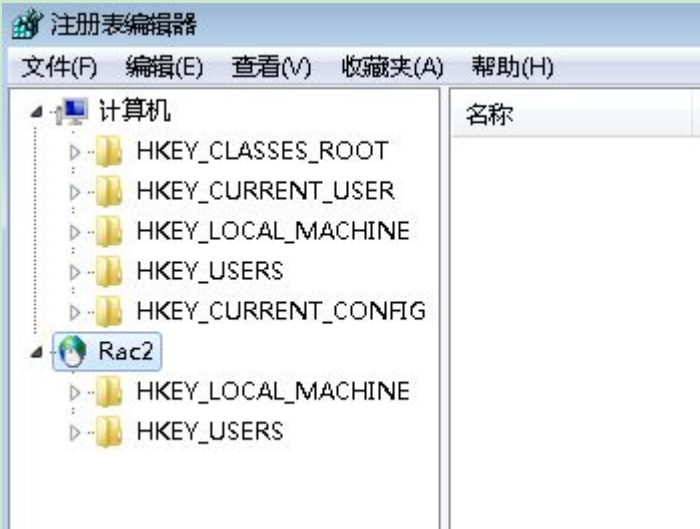 注册表编辑器
文件(F) 编辑(E) 查看(V) 收藏夹(A) 帮助(H)
计算机
名称
HKEY_CLASSES_ROOT
HKEY_CURRENT_USER
HKEY_LOCAL_MACHINE
HKEY_USERS
HKEY_CURRENT_CONFIG
Rac2
HKEY_LOCAL_MACHINE
HKEY_USERS